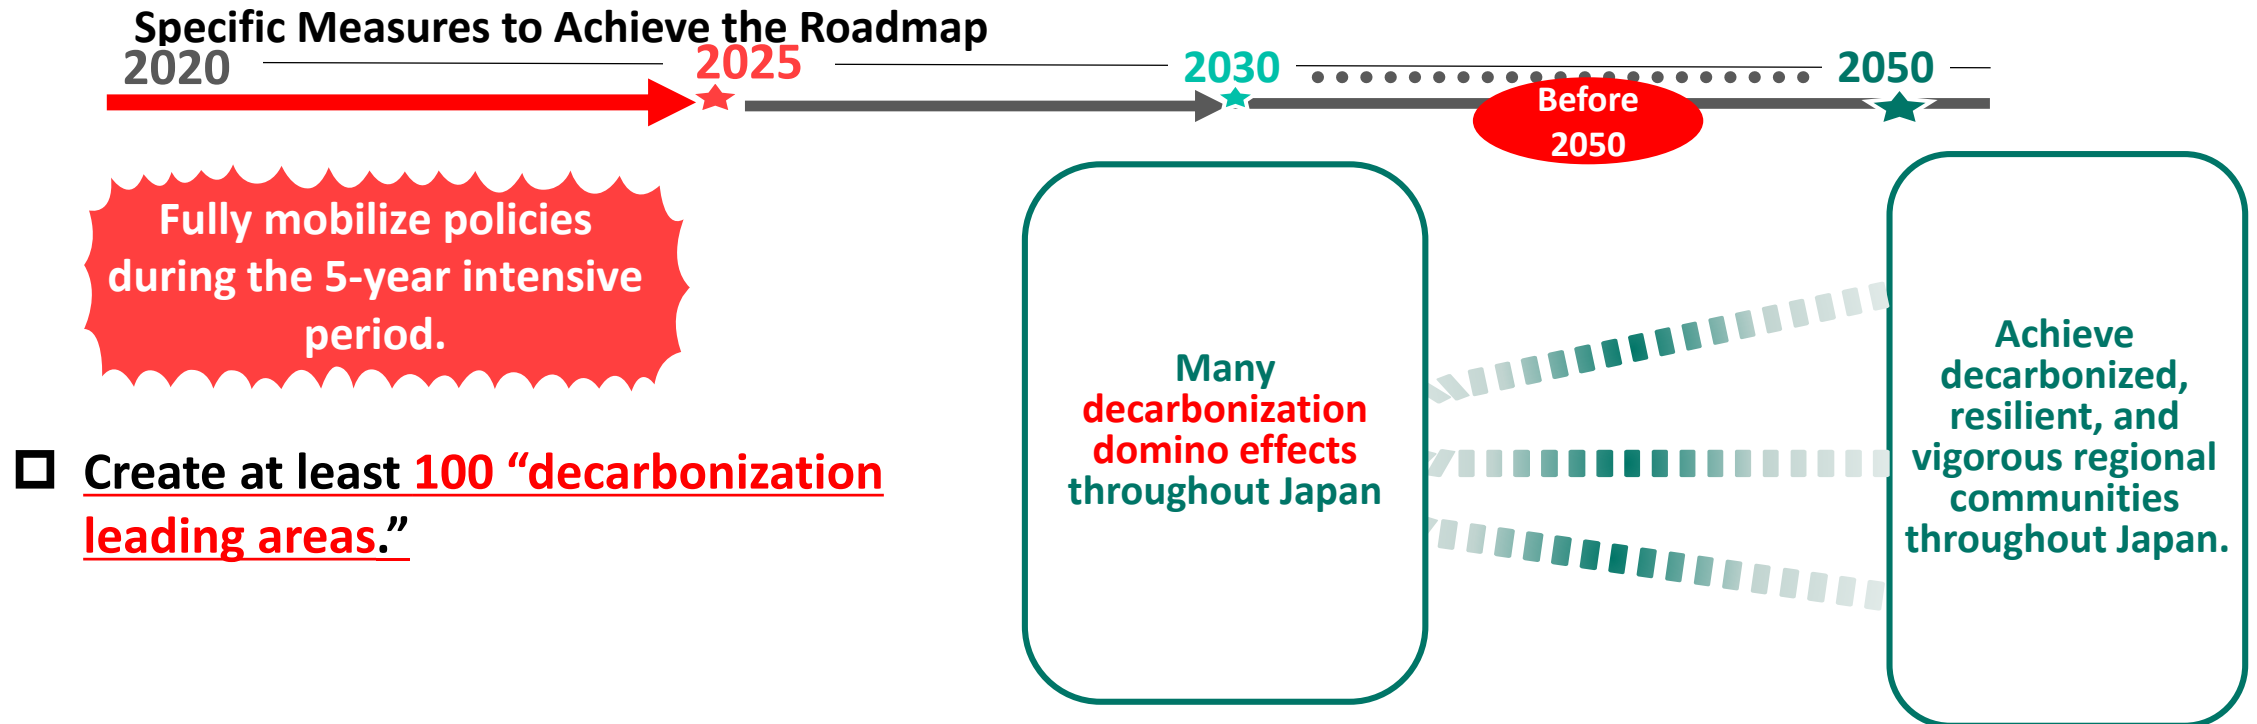 Specific Measures to Achieve the Roadmap
2020
2025
2030
2050
Before
2050
Fully mobilize policies
during the 5-year intensive
period.
Create at least 100 “decarbonization
leading areas.”
Many
decarbonization
domino effects
throughout Japan
Achieve
decarbonized,
resilient, and
vigorous regional
communities
throughout Japan.